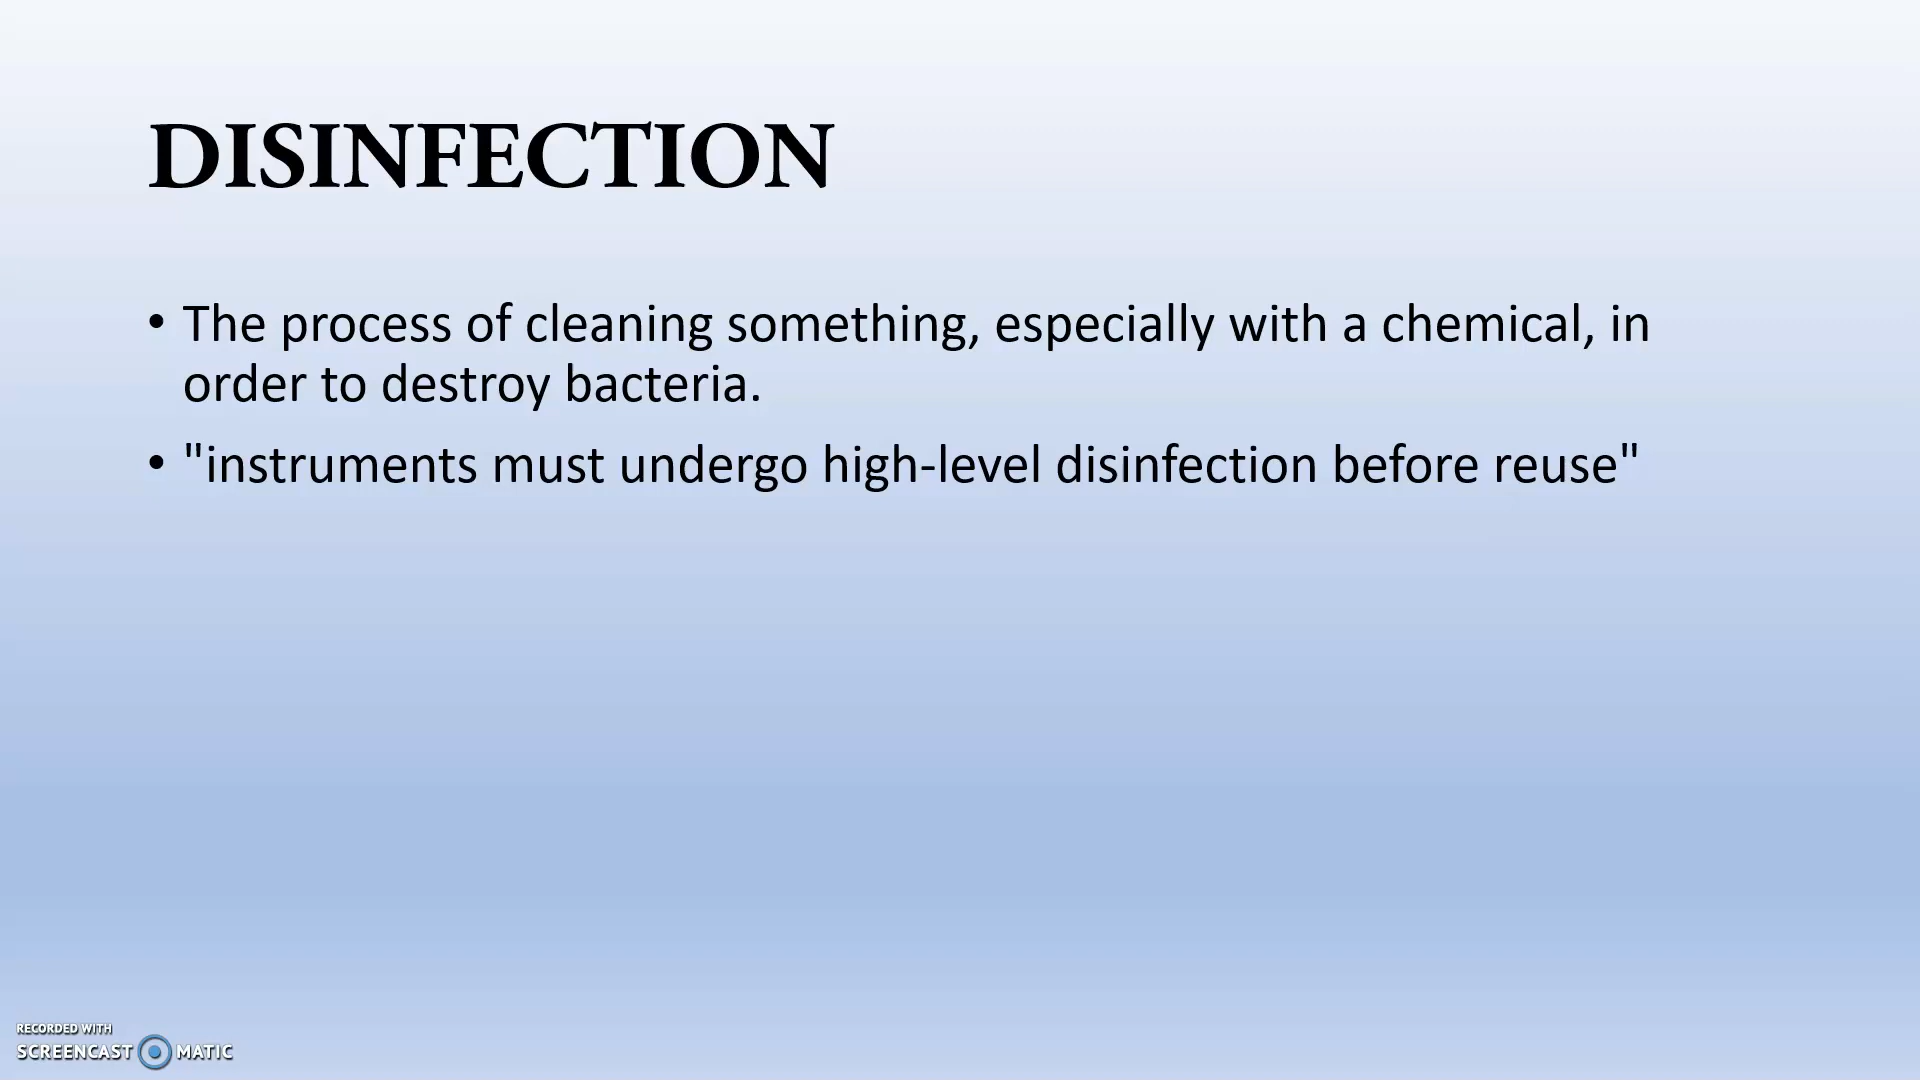 DISINFECTION
• The process of cleaning something, especially with a chemical, in
order to destroy bacteria.
• "instruments must undergo high-level disinfection before reuse"
RECORDED WITH
SCREENCAST MATIC